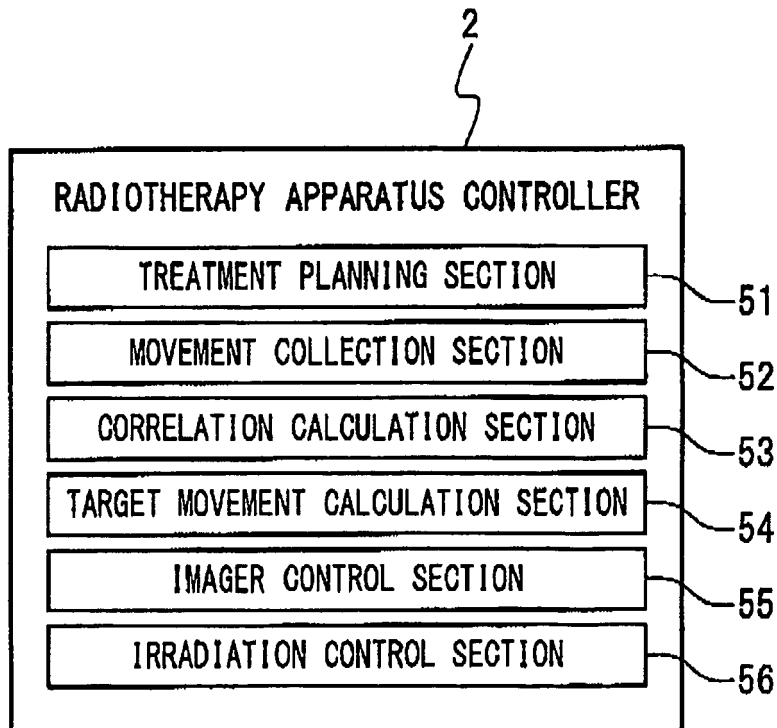 2
RADIOTHERAPY APPARATUS CONTROLLER
TREATMENT PLANNING SECTION 51
MOVEMENT COLLECTION SECTION 52
CORRELATION CALCULATION SECTION 53
TARGET MOVEMENT CALCULATION SECTION 54
IMAGER CONTROL SECTION 55
IRRADIATION CONTROL SECTION 56